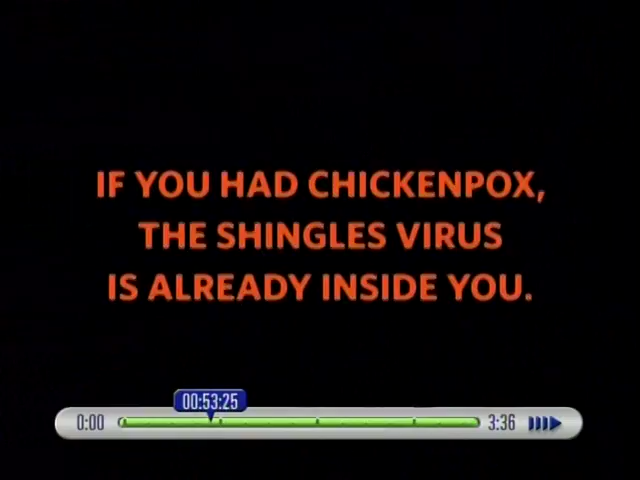 IF YOU HAD CHICKENPOX,
THE SHINGLES VIRUS
IS ALREADY INSIDE YOU.
00:53:25
0:00 3:36